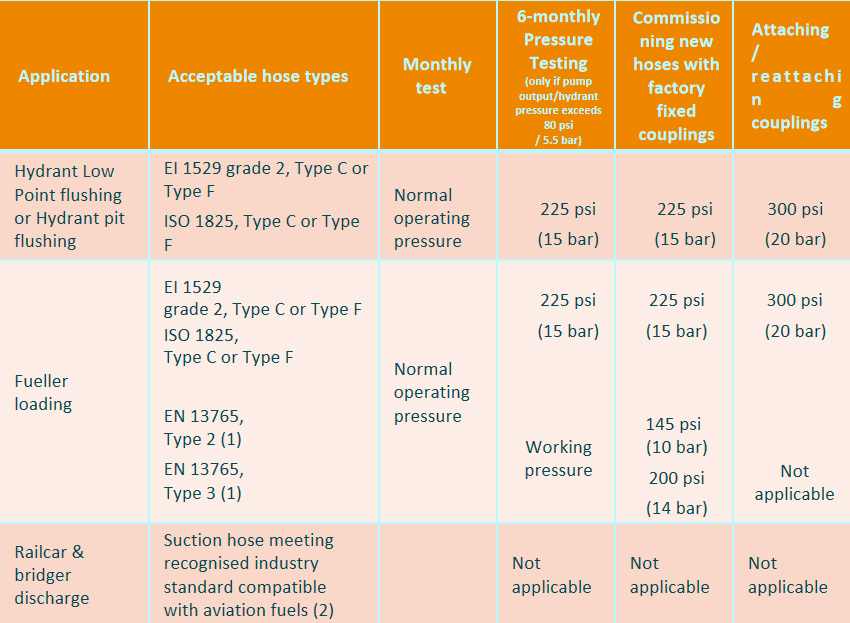 Application
Acceptable hose types
Monthly
test
6-monthly
Pressure
Testing
(only if pump
output/hydrant
pressure exceeds
80 psi
/ 5.5 bar)
Commissio
ning new
hoses with
factory
fixed
couplings
Attaching
/
reattachi
n g
couplings
Hydrant Low
Point flushing
or Hydrant pit
flushing
EI 1529 grade 2, Type C or
Type F
ISO 1825, Type C or Type
F
Normal
operating
pressure
225 psi
(15 bar)
225 psi
(15 bar)
300 psi
(20 bar)
Fueller
loading
EI 1529
grade 2, Type C or Type F
ISO 1825,
Type C or Type F
EN 13765,
Type 2 (1)
EN 13765,
Type 3 (1)
Normal
operating
pressure
225 psi
(15 bar)
Working
pressure
225 psi
(15 bar)
145 psi
(10 bar)
200 psi
(14 bar)
300 psi
(20 bar)
Not
applicable
Railcar &
bridger
discharge
Suction hose meeting
recognised industry
standard compatible
with aviation fuels (2)
Not
applicable
Not
applicable
Not
applicable